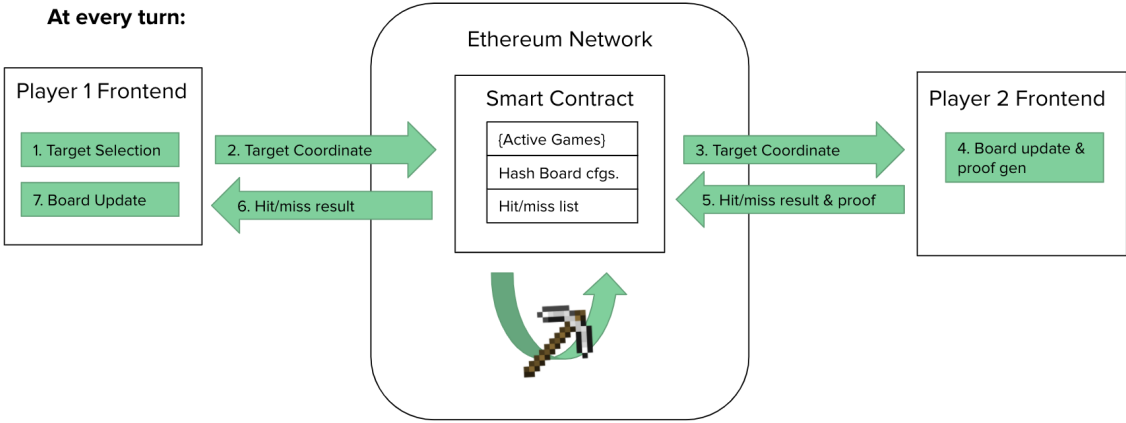 At every turn:
Ethereum Network
Player 1 Frontend
1. Target Selection
7. Board Update
2. Target Coordinate
6. Hit/miss result
Smart Contract
{Active Games}
Hash Board cfgs.
Hit/miss list
3. Target Coordinate
5. Hit/miss result & proof
Player 2 Frontend
4. Board update &
proof gen